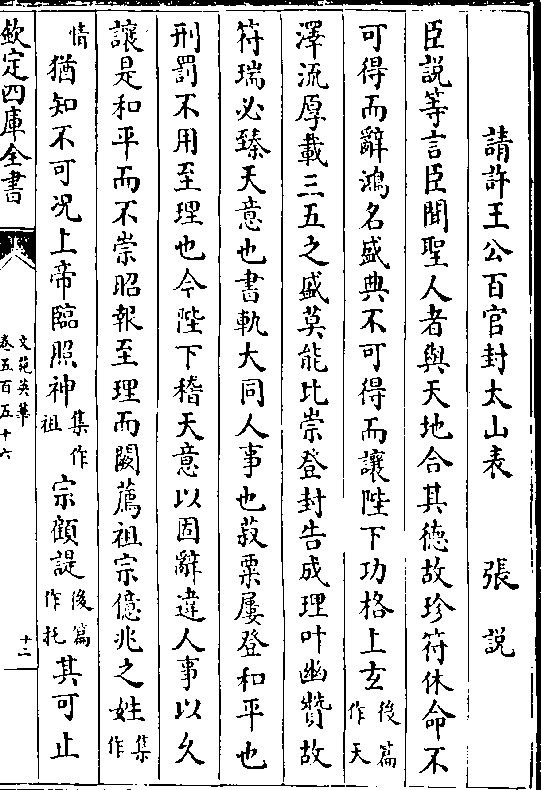 請許王公百官封太山表　張說
臣說等言臣聞聖人者與天地合其德故珍符休命不
可得而辭鴻名盛典不可得而讓陛下功格上玄後篇作天
澤流厚載三五之盛莫能比崇登封告成理叶幽贊故
符瑞必臻天意也書軌大同人事也菽粟屢登和平也
刑罰不用至理也今陛下稽天意以固辭違人事以久
讓是和平而不崇昭報至理而闕薦祖宗億兆之姓集作
情猶知不可況上帝臨照神集作祖宗顧諟後篇作托其可止
欽定四庫全書
文苑英華
卷五百五十六
十二